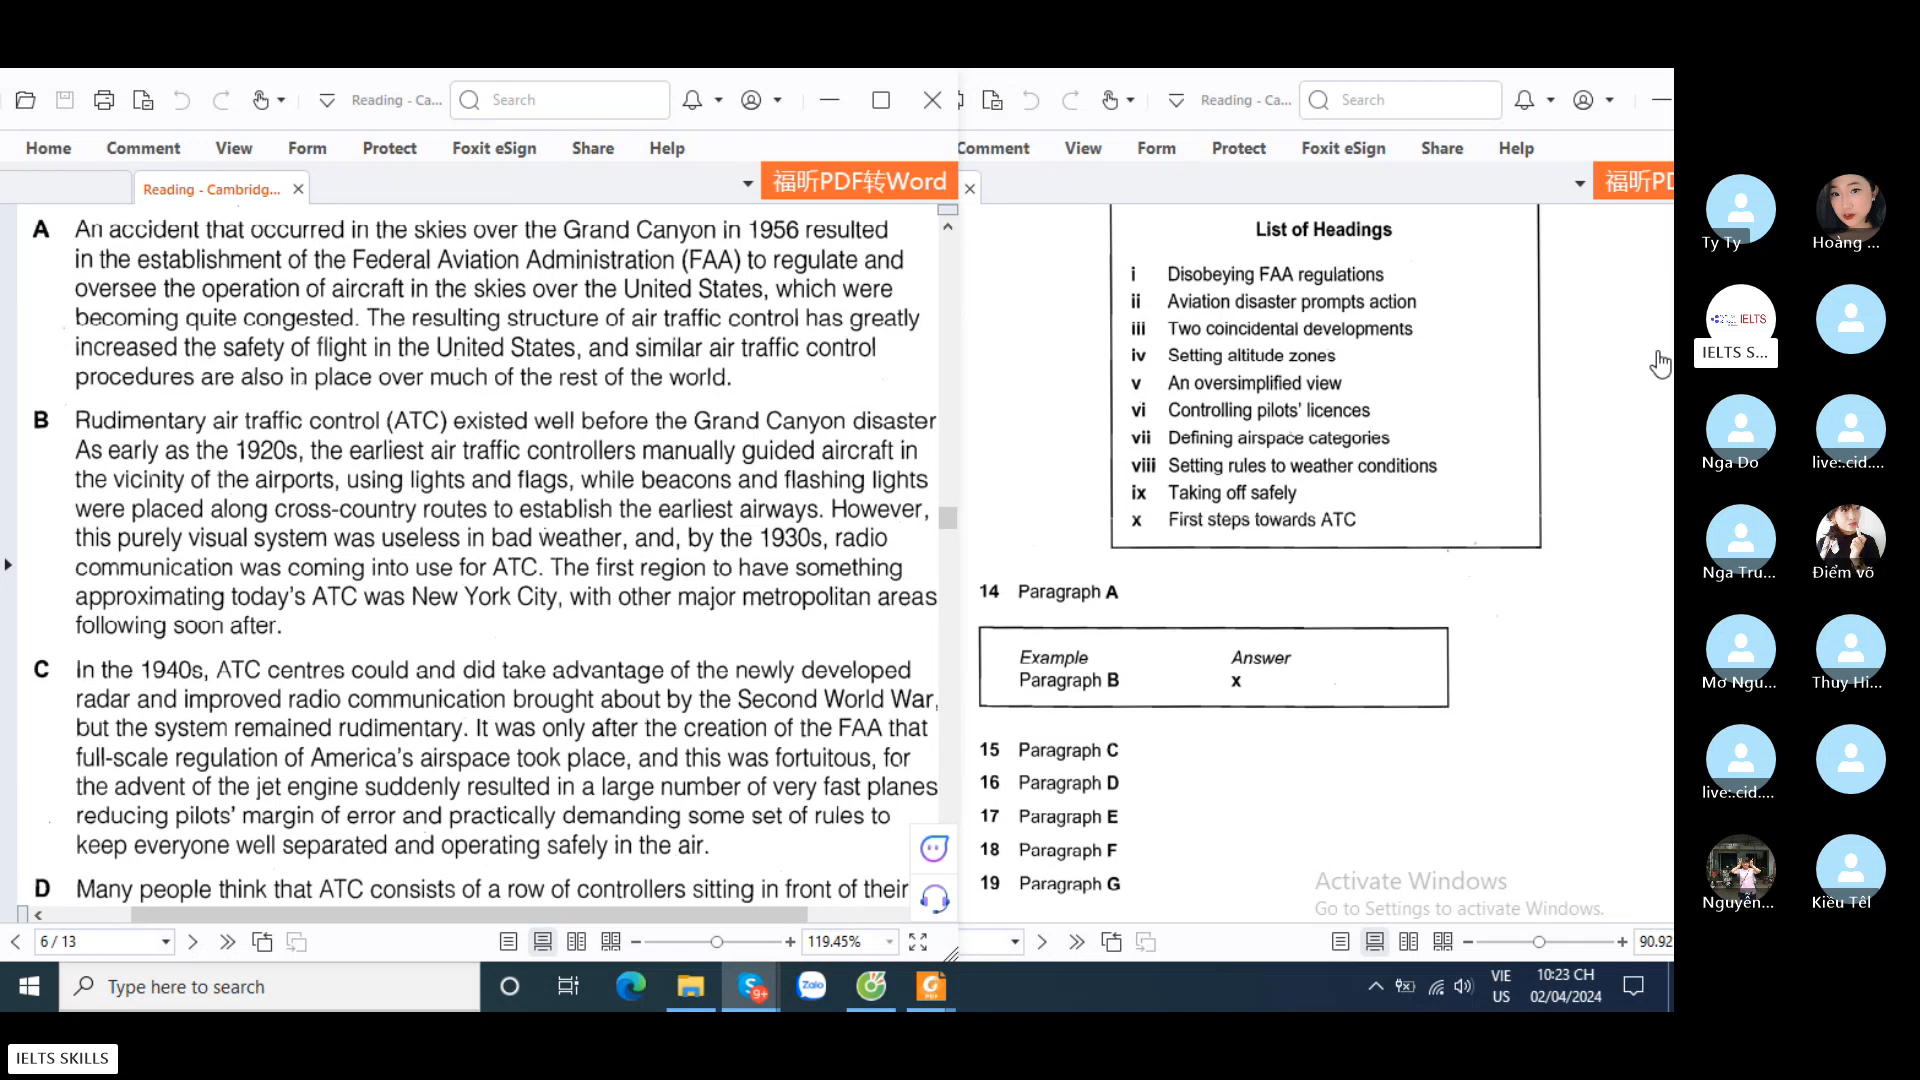 Reading - Ca...
Search
Reading - Ca...
Search
Home Comment View Form Protect Foxit eSign Share Help
Comment View Form Protect Foxit eSign Share Help
Reading - Cambridg...
福昕PDF转Word
福昕PD
A An accident that occurred in the skies over the Grand Canyon in 1956 resulted
in the establishment of the Federal Aviation Administration (FAA) to regulate and
oversee the operation of aircraft in the skies over the United States, which were
becoming quite congested. The resulting structure of air traffic control has greatly
increased the safety of flight in the United States, and similar air traffic control
procedures are also in place over much of the rest of the world.
B Rudimentary air traffic control (ATC) existed well before the Grand Canyon disaster
As early as the 1920s, the earliest air traffic controllers manually guided aircraft in
the vicinity of the airports, using lights and flags, while beacons and flashing lights
were placed along cross-country routes to establish the earliest airways. However,
this purely visual system was useless in bad weather, and, by the 1930s, radio
communication was coming into use for ATC. The first region to have something
approximating today's ATC was New York City, with other major metropolitan areas
following soon after.
C In the 1940s, ATC centres could and did take advantage of the newly developed
radar and improved radio communication brought about by the Second World War,
but the system remained rudimentary. It was only after the creation of the FAA that
full-scale regulation of America's airspace took place, and this was fortuitous, for
the advent of the jet engine suddenly resulted in a large number of very fast planes
reducing pilots' margin of error and practically demanding some set of rules to
keep everyone well separated and operating safely in the air.
D Many people think that ATC consists of a row of controllers sitting in front of their
List of Headings
i Disobeying FAA regulations
ii Aviation disaster prompts action
iii Two coincidental developments
iv Setting altitude zones
v An oversimplified view
vi Controlling pilots' licences
vii Defining airspace categories
viii Setting rules to weather conditions
ix Taking off safely
x First steps towards ATC
14 Paragraph A
Example Answer
Paragraph B x
15 Paragraph C
16 Paragraph D
17 Paragraph E
18 Paragraph F
19 Paragraph G
Activate Windows
Go to Settings to activate Windows.
6 / 13
119.45%
90.92
Type here to search
9+
Zalo
PDF
VIE
US
10:23 CH
02/04/2024
Ty Ty
Hoàng ...
IELTS
IELTS S...
Nga Do
live:.cid....
Nga Tru...
Điểm võ
Mơ Ngu...
Thuy Hi...
live:.cid....
Nguyễn...
Kiều Têl
IELTS SKILLS